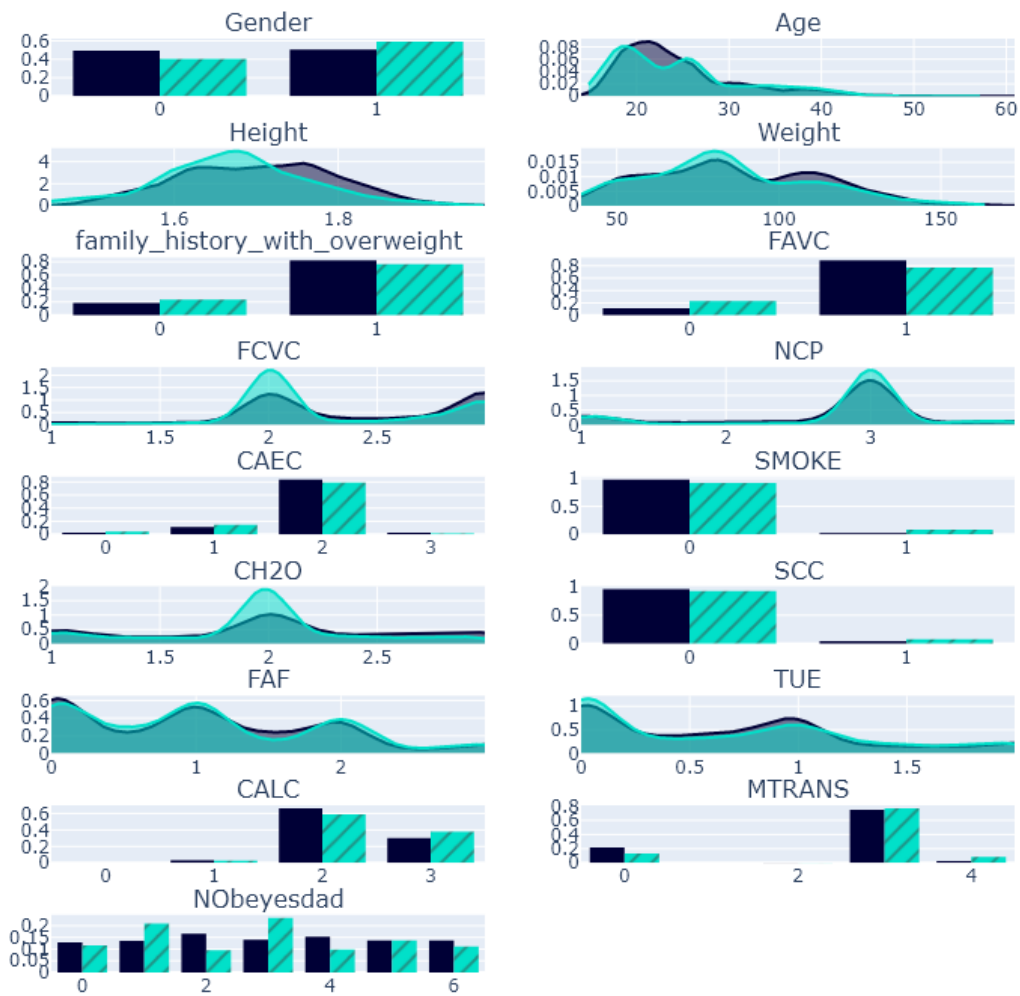 Gender
0.6
0.4
0.2
0
0 1
Age
0.08
0.06
0.04
0.02
0
20 30 40 50 60
Height
4
2
0
1.6 1.8
Weight
0.015
0.01
0.005
0
50 100 150
family_history_with_overweight
0.8
0.6
0.4
0.2
0
0 1
FAVC
0.8
0.6
0.4
0.2
0
0 1
FCVC
2
1.5
1
0.5
0
1 1.5 2 2.5
NCP
1.5
1
0.5
0
1 2 3
CAEC
0.8
0.6
0.4
0.2
0
0 1 2 3
SMOKE
1
0.5
0
0 1
CH2O
2
1.5
1
0.5
0
1 1.5 2 2.5
SCC
1
0.5
0
0 1
FAF
0.6
0.4
0.2
0
0 1 2
TUE
1
0.5
0
0 0.5 1 1.5
CALC
0.6
0.4
0.2
0
0 1 2 3
MTRANS
0.8
0.6
0.4
0.2
0
0 2 4
NObeyesdad
0.2
0.15
0.1
0.05
0
0 2 4 6